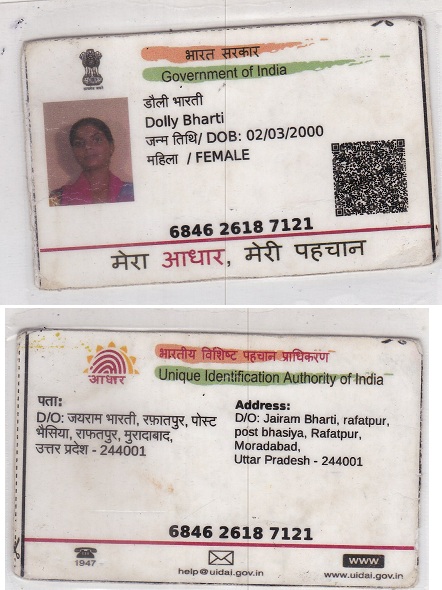 भारत सरकार
Government of India
डौली भारती
Dolly Bharti
जन्म तिथि/ DOB: 02/03/2000
महिला / FEMALE
6846 2618 7121
मेरा आधार, मेरी पहचान
भारतीय विशिष्ट पहचान प्राधिकरण
Unique Identification Authority of India
आधार
पता:
D/O: जयराम भारती, रफ़ातपुर, पोस्ट
भैसिया, राफतपुर, मुरादाबाद,
उत्तर प्रदेश - 244001
Address:
D/O: Jairam Bharti, rafatpur,
post bhasiya, Rafatpur,
Moradabad,
Uttar Pradesh - 244001
6846 2618 7121
1947
help@uidai.gov.in
www
www.uidai.gov.in